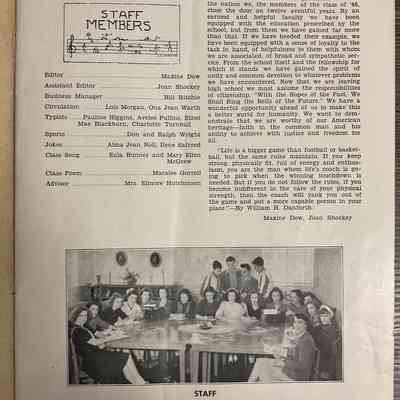 STAFF
MEMBERS
Editor Maxine Dow
Assistant Editor Joan Shockey
Business Manager Bill Ritchie
Circulation Lois Morgan, Ona Jean Wharff
Typists Pauline Higgins, Arelee Pullins, Ethel
Mae Blackburn, Charlotte Turnbull
Sports Don and Ralph Wright
Jokes Alma Jean Noll, Ilene Safreed
Class Song Eula Bunner and Mary Ellen
McGrew
Class Poem Maralee Gorrell
Advisor Mrs. Elinore Hutchinson
the nation we, the members of the class of '46,
close the door on twelve eventful years. By an
earnest and helpful faculty we have been
equipped with the education prescribed by the
school, but from them we have gained far more
than that. If we have heeded their example, we
have been equipped with a sense of loyalty to the
task in hand, of helpfulness to them with whom
we are associated, of broad and sympathetic ser-
vice. From the school itself and the fellowship for
which it stands we have gained the spirit of
unity and common devotion to whatever problems
we have encountered. Now that we are leaving
high school we must assume the responsibilities
of citizenship. "With the Ropes of the Past, We
Shall Ring the Bells of the Future." We have a
wonderful opportunity ahead of us to make this
a better world for humanity. We want to demon-
strate that we are worthy of our American
heritage—faith in the common man and his
ability to achieve with justice and freedom for
all.
"Life is a bigger game than football or basket-
ball, but the same rules maintain. If you keep
strong, physically fit, full of energy and enthus-
iasm, you are the man whom life's coach is go-
ing to pick when the winning touchdown is
needed. But if you do not follow the rules, if you
become indifferent in the care of your physical
strength, then the coach will yank you out of
the game and put a more capable person in your
place."—By William H. Danforth.
Maxine Dow, Joan Shockey
STAFF